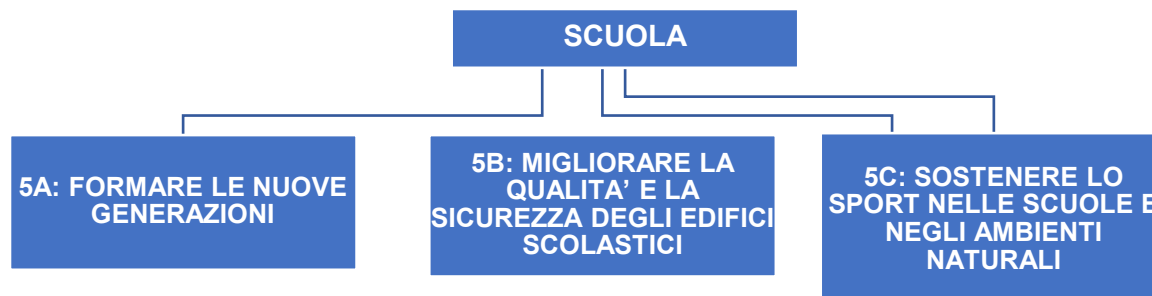 SCUOLA
5A: FORMARE LE NUOVE
GENERAZIONI
5B: MIGLIORARE LA
QUALITA’ E LA
SICUREZZA DEGLI EDIFICI
SCOLASTICI
5C: SOSTENERE LO
SPORT NELLE SCUOLE E
NEGLI AMBIENTI
NATURALI